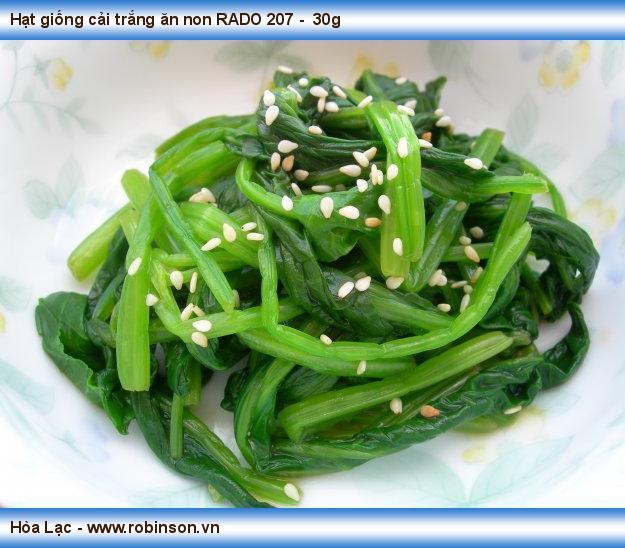 Hạt giống cải trắng ăn non RADO 207 - 30g
Hòa Lạc - www.robinson.vn